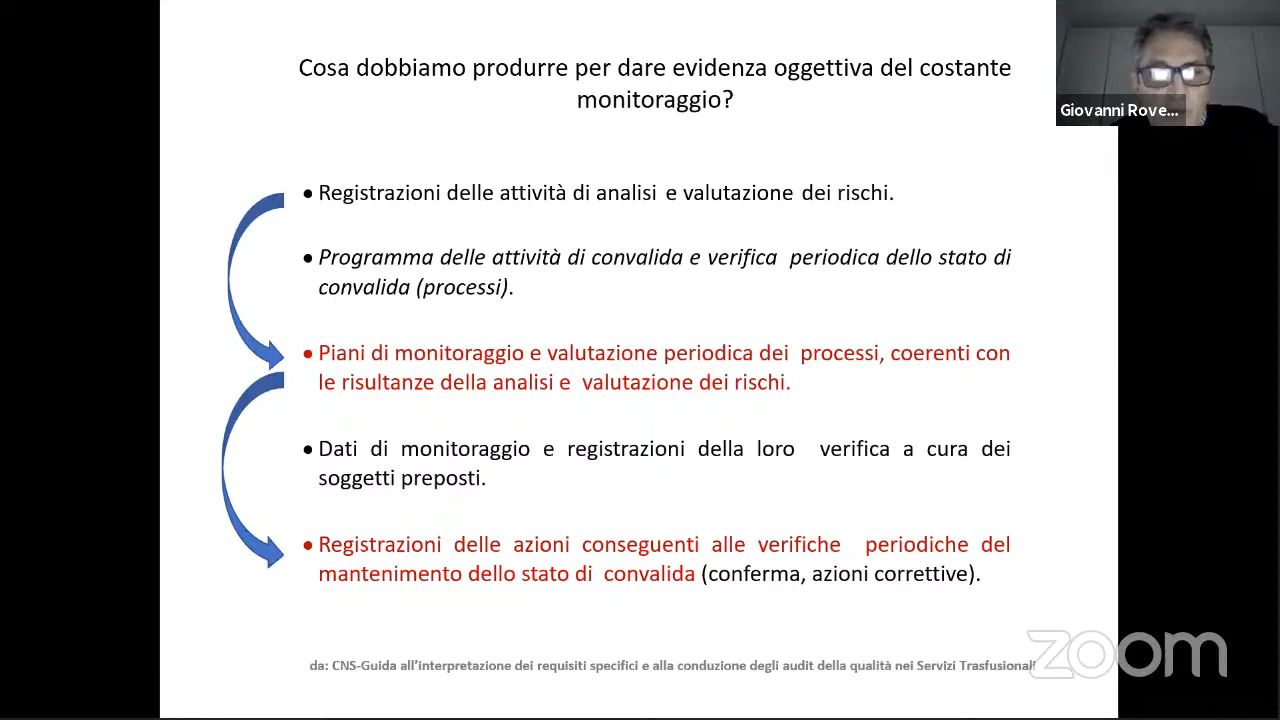 Cosa dobbiamo produrre per dare evidenza oggettiva del costante
monitoraggio?
Giovanni Rove...
• Registrazioni delle attività di analisi e valutazione dei rischi.
• Programma delle attività di convalida e verifica periodica dello stato di
convalida (processi).
• Piani di monitoraggio e valutazione periodica dei processi, coerenti con
le risultanze della analisi e valutazione dei rischi.
• Dati di monitoraggio e registrazioni della loro verifica a cura dei
soggetti preposti.
• Registrazioni delle azioni conseguenti alle verifiche periodiche del
mantenimento dello stato di convalida (conferma, azioni correttive).
da: CNS-Guida all'interpretazione dei requisiti specifici e alla conduzione degli audit della qualità nei Servizi Trasfusionali
zoom